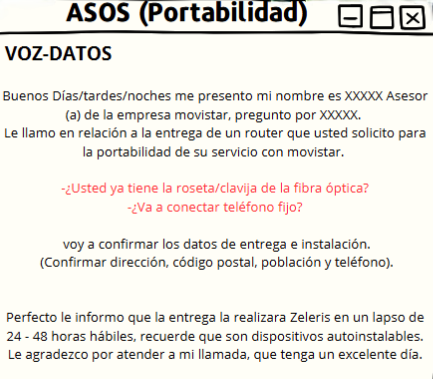 ASOS (Portabilidad)
VOZ-DATOS
Buenos Días/tardes/noches me presento mi nombre es XXXXX Asesor
(a) de la empresa movistar, pregunto por XXXXX.
Le llamo en relación a la entrega de un router que usted solicito para
la portabilidad de su servicio con movistar.
-¿Usted ya tiene la roseta/clavija de la fibra óptica?
-¿Va a conectar teléfono fijo?
voy a confirmar los datos de entrega e instalación.
(Confirmar dirección, código postal, población y teléfono).
Perfecto le informo que la entrega la realizara Zeleris en un lapso de
24 - 48 horas hábiles, recuerde que son dispositivos autoinstalables.
Le agradezco por atender a mi llamada, que tenga un excelente día.